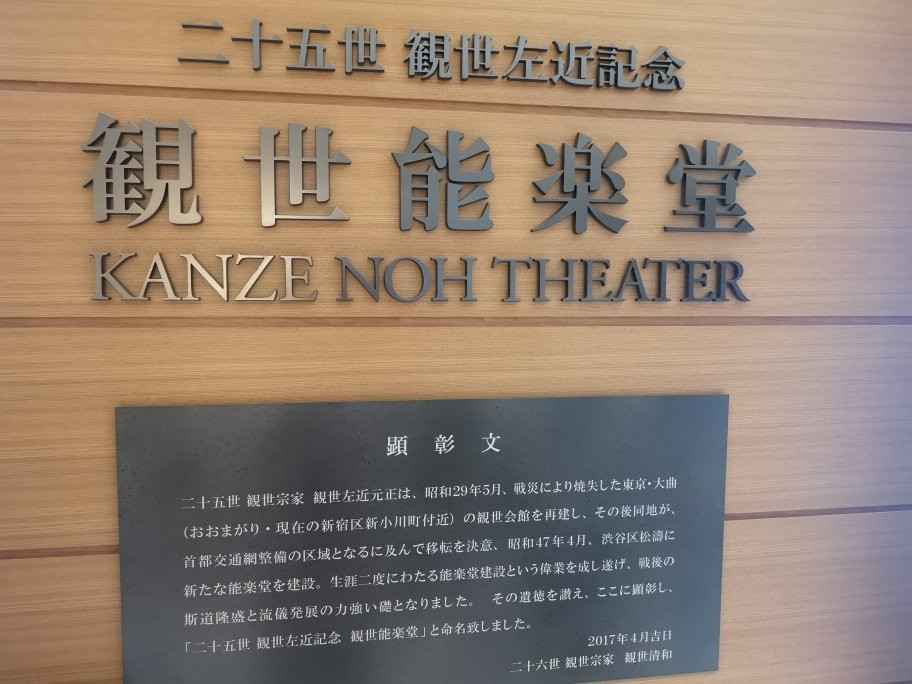 二十五世 観世左近記念
観世能楽堂
KANZE NOH THEATER
顕彰文
二十五世 観世宗家 観世左近元正は、昭和29年5月、戦災により焼失した東京・大曲
（おおまがり・現在の新宿区新小川町付近）の観世会館を再建し、その後同地が、
首都交通網整備の区域となるに及んで移転を決意、昭和47年4月、渋谷区松濤に
新たな能楽堂を建設。生涯二度にわたる能楽堂建設という偉業を成し遂げ、戦後の
斯道隆盛と流儀発展の力強い礎となりました。 その遺徳を讃え、ここに顕彰し、
「二十五世 観世左近記念 観世能楽堂」と命名致しました。
2017年4月吉日
二十六世 観世宗家 観世清和